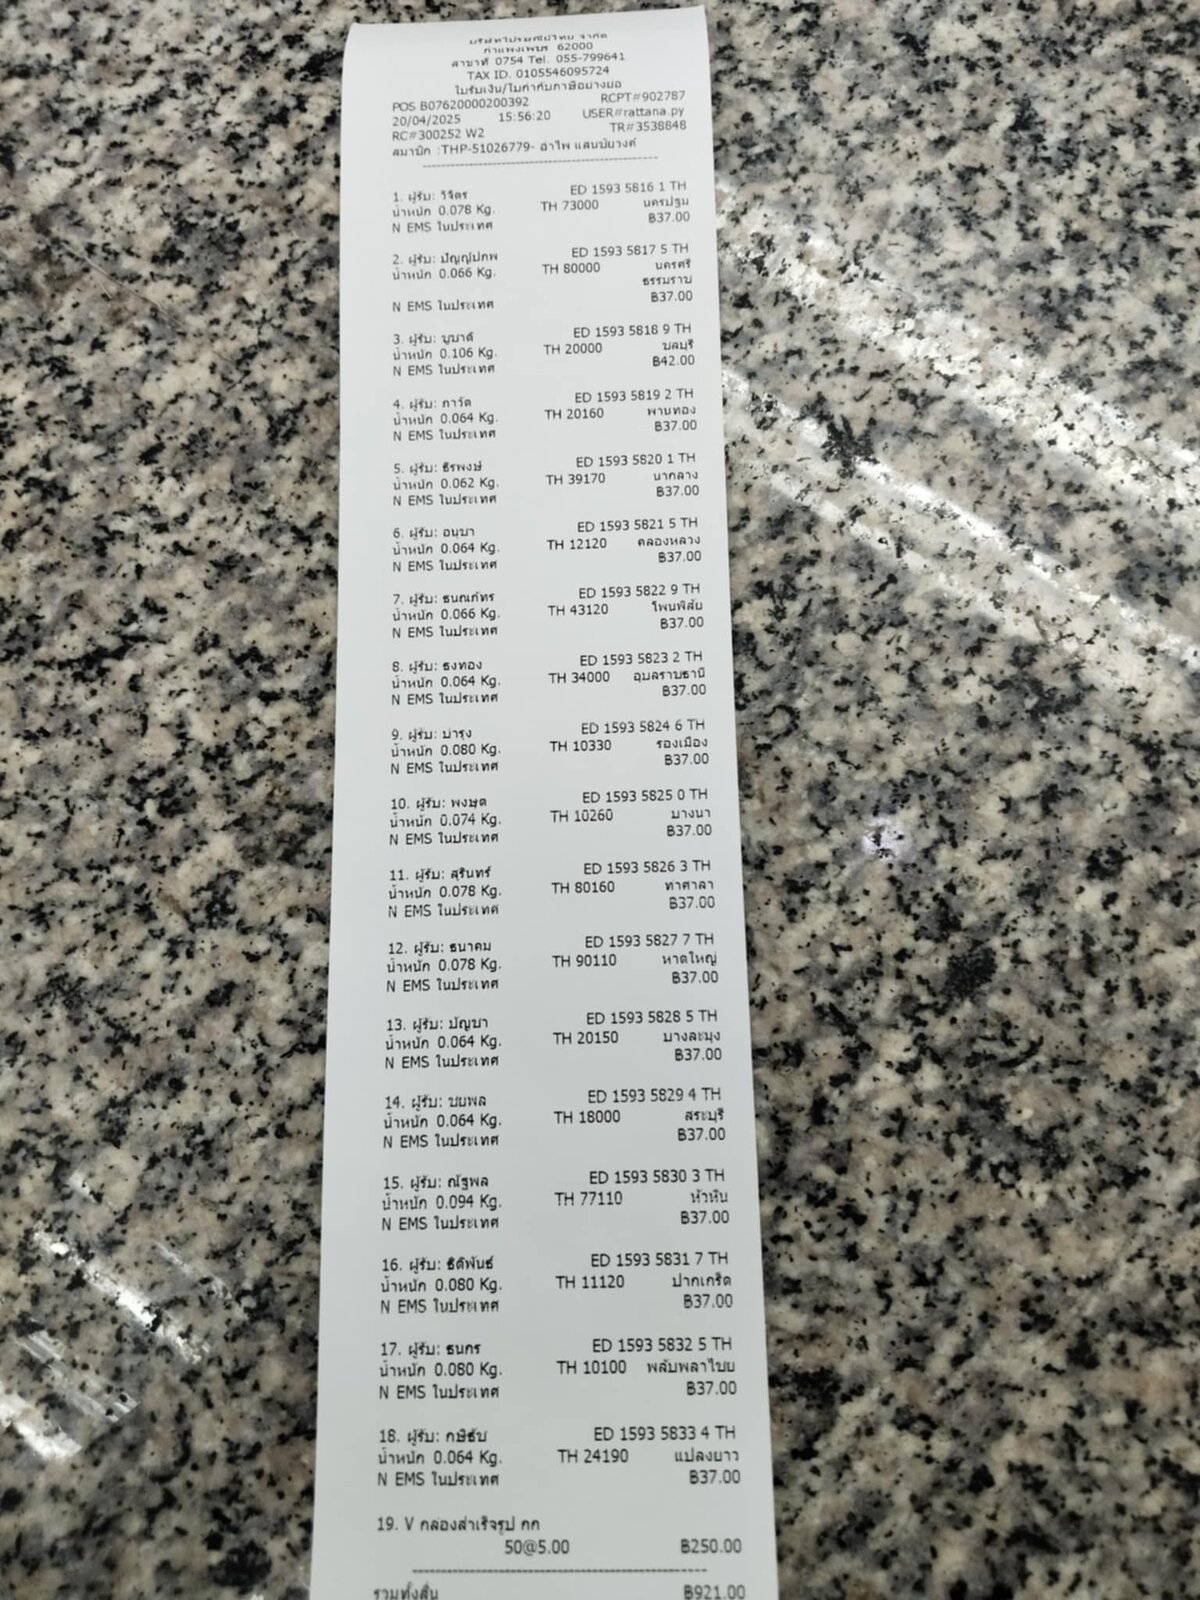 บริษัทไปรษณีย์ไทย จำกัด
กำแพงเพชร 62000
สาขาที่ 0754 Tel. 055-799641
TAX ID. 0105546095724
ใบรับเงิน/ใบกำกับภาษีอย่างย่อ
POS B07620000200392 RCPT#902787
20/04/2025 15:56:20 USER#rattana.py
RC#300252 W2 TR#3538848
สมาชิก :THP-51026779- อำไพ
1. ผู้รับ: วิจิตร ED 1593 5816 1 TH
น้ำหนัก 0.078 Kg. TH 73000 นครปฐม
N EMS ในประเทศ ฿37.00
2. ผู้รับ: ED 1593 5817 5 TH
น้ำหนัก 0.066 Kg. TH 80000 นครศรี
ธรรมราช
N EMS ในประเทศ ฿37.00
3. ผู้รับ: ED 1593 5818 9 TH
น้ำหนัก 0.106 Kg. TH 20000 ชลบุรี
N EMS ในประเทศ ฿42.00
4. ผู้รับ: ภาวัต ED 1593 5819 2 TH
น้ำหนัก 0.064 Kg. TH 20160 พานทอง
N EMS ในประเทศ ฿37.00
5. ผู้รับ: ธีรพงษ์ ED 1593 5820 1 TH
น้ำหนัก 0.062 Kg. TH 39170 นากลาง
N EMS ในประเทศ ฿37.00
6. ผู้รับ: อนุชา ED 1593 5821 5 TH
น้ำหนัก 0.064 Kg. TH 12120 คลองหลวง
N EMS ในประเทศ ฿37.00
7. ผู้รับ: ธนณภัทร ED 1593 5822 9 TH
น้ำหนัก 0.066 Kg. TH 43120 โพนพิสัย
N EMS ในประเทศ ฿37.00
8. ผู้รับ: ธงทอง ED 1593 5823 2 TH
น้ำหนัก 0.064 Kg. TH 34000 อุบลราชธานี
N EMS ในประเทศ ฿37.00
9. ผู้รับ: บำรุง ED 1593 5824 6 TH
น้ำหนัก 0.080 Kg. TH 10330 รองเมือง
N EMS ในประเทศ ฿37.00
10. ผู้รับ: พงษุต ED 1593 5825 0 TH
น้ำหนัก 0.074 Kg. TH 10260 บางนา
N EMS ในประเทศ ฿37.00
11. ผู้รับ: สุรินทร์ ED 1593 5826 3 TH
น้ำหนัก 0.078 Kg. TH 80160 ท่าศาลา
N EMS ในประเทศ ฿37.00
12. ผู้รับ: ธนาคม ED 1593 5827 7 TH
น้ำหนัก 0.078 Kg. TH 90110 หาดใหญ่
N EMS ในประเทศ ฿37.00
13. ผู้รับ: บัญชา ED 1593 5828 5 TH
น้ำหนัก 0.064 Kg. TH 20150 บางละมุง
N EMS ในประเทศ ฿37.00
14. ผู้รับ: ชยพล ED 1593 5829 4 TH
น้ำหนัก 0.064 Kg. TH 18000 สระบุรี
N EMS ในประเทศ ฿37.00
15. ผู้รับ: ณัฐพล ED 1593 5830 3 TH
น้ำหนัก 0.094 Kg. TH 77110 หัวหิน
N EMS ในประเทศ ฿37.00
16. ผู้รับ: ธิติพันธ์ ED 1593 5831 7 TH
น้ำหนัก 0.080 Kg. TH 11120 ปากเกร็ด
N EMS ในประเทศ ฿37.00
17. ผู้รับ: ธนกร ED 1593 5832 5 TH
น้ำหนัก 0.080 Kg. TH 10100 พลับพลาไชย
N EMS ในประเทศ ฿37.00
18. ผู้รับ: กษิธัช ED 1593 5833 4 TH
น้ำหนัก 0.064 Kg. TH 24190 แปลงยาว
N EMS ในประเทศ ฿37.00
19. V กล่องสำเร็จรูป กก
50@5.00 ฿250.00
รวมทั้งสิ้น ฿921.00